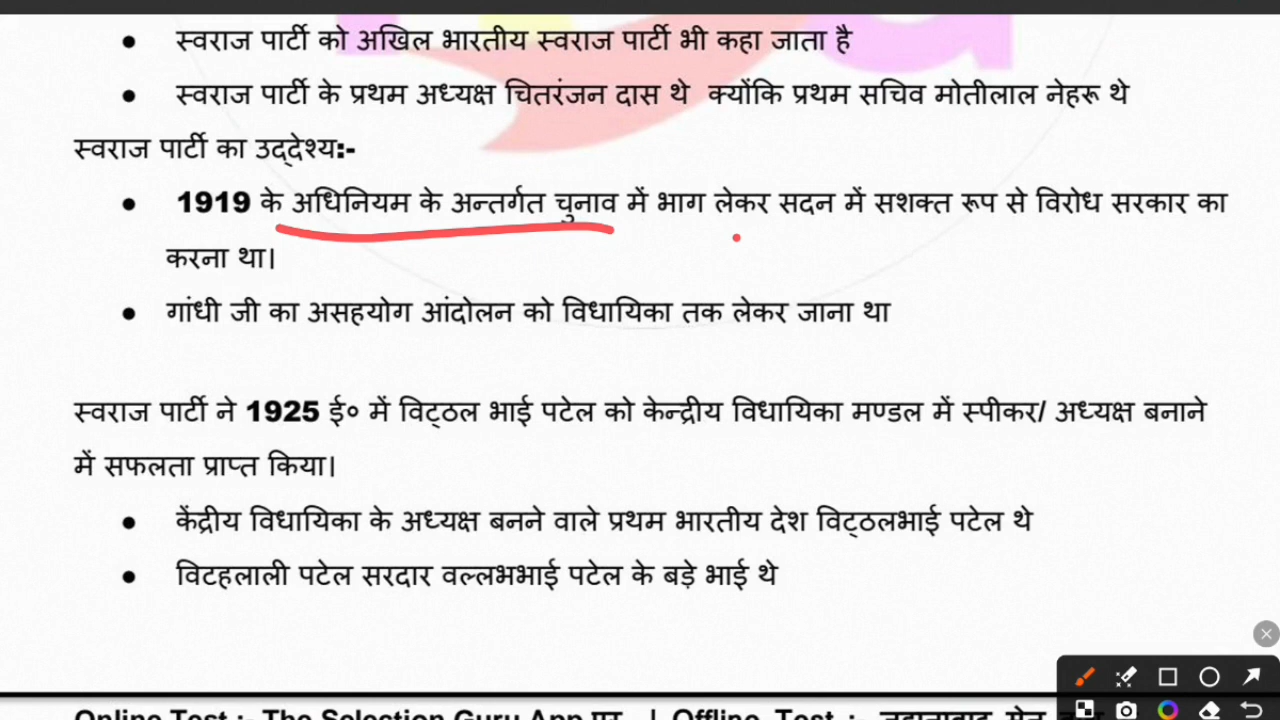 ● स्वराज पार्टी को अखिल भारतीय स्वराज पार्टी भी कहा जाता है
● स्वराज पार्टी के प्रथम अध्यक्ष चितरंजन दास थे क्योंकि प्रथम सचिव मोतीलाल नेहरू थे
स्वराज पार्टी का उद्देश्य:-
● 1919 के अधिनियम के अन्तर्गत चुनाव में भाग लेकर सदन में सशक्त रूप से विरोध सरकार का
करना था।
● गांधी जी का असहयोग आंदोलन को विधायिका तक लेकर जाना था
स्वराज पार्टी ने 1925 ई० में विट्ठल भाई पटेल को केन्द्रीय विधायिका मण्डल में स्पीकर/ अध्यक्ष बनाने
में सफलता प्राप्त किया।
● केंद्रीय विधायिका के अध्यक्ष बनने वाले प्रथम भारतीय देश विट्ठलभाई पटेल थे
● विटहलाली पटेल सरदार वल्लभभाई पटेल के बड़े भाई थे
Online Test :- The Selection Guru App पर | Offline Test :-